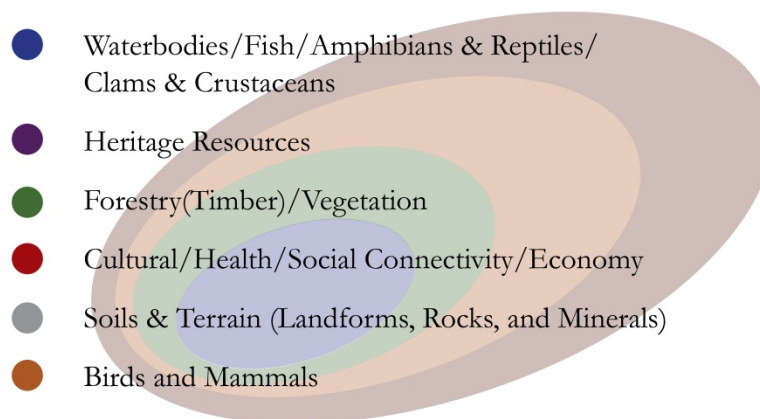 Waterbodies/Fish/Amphibians & Reptiles/
Clams & Crustaceans
Heritage Resources
Forestry(Timber)/Vegetation
Cultural/Health/Social Connectivity/Economy
Soils & Terrain (Landforms, Rocks, and Minerals)
Birds and Mammals